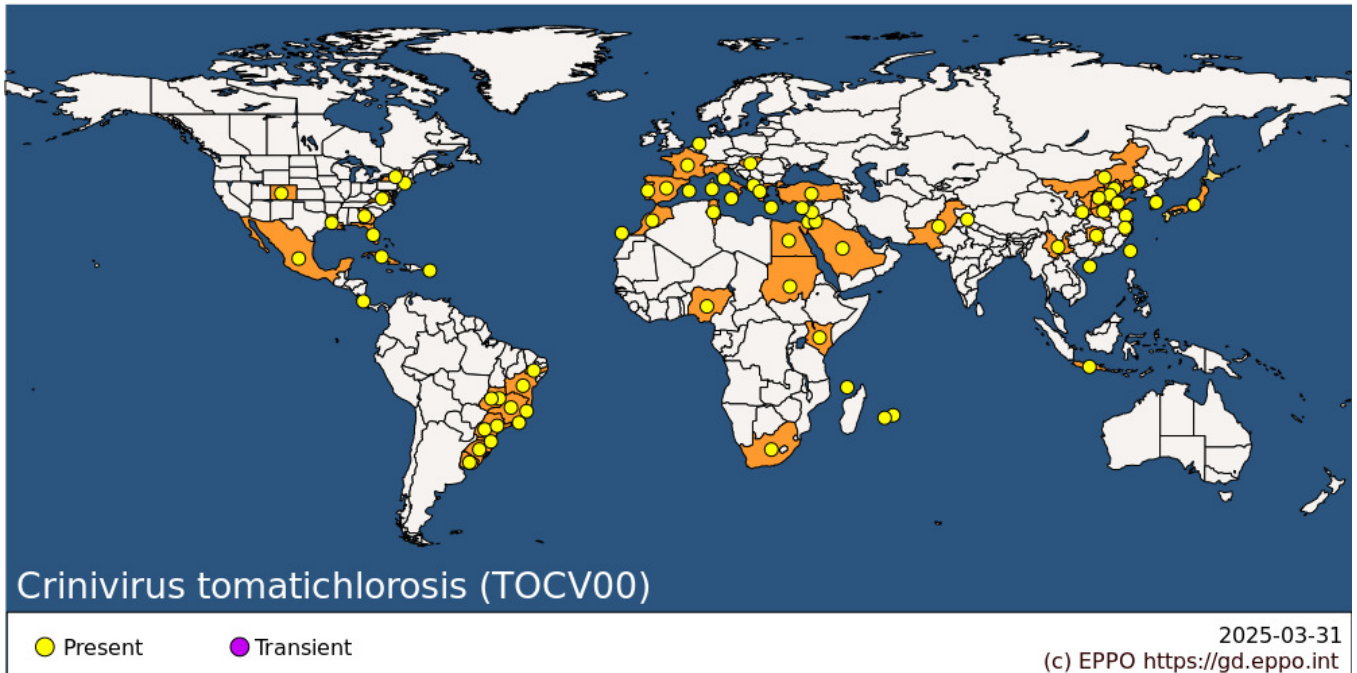 Crinivirus tomatichlorosis (TOCV00)
Present
Transient
2025-03-31
(c) EPPO https://gd.eppo.int